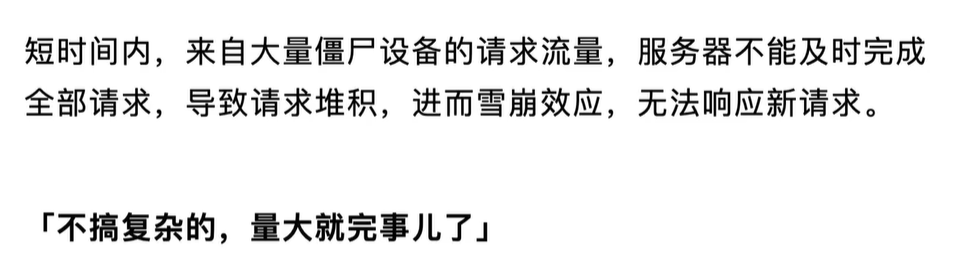 短时间内，来自大量僵尸设备的请求流量，服务器不能及时完成
全部请求，导致请求堆积，进而雪崩效应，无法响应新请求。
「不搞复杂的，量大就完事儿了」